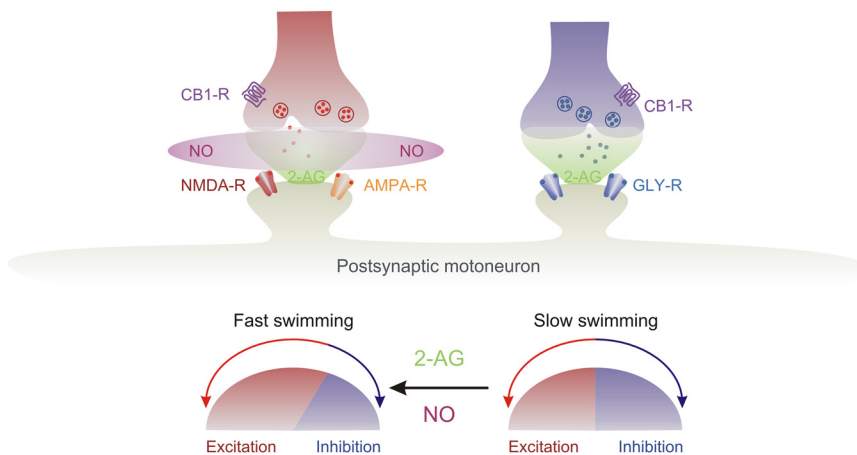 CB1-R
CB1-R
NO
NO
NMDA-R
2-AG
AMPA-R
2-AG
GLY-R
Postsynaptic motoneuron
Fast swimming
Slow swimming
2-AG
NO
Excitation
Inhibition
Excitation
Inhibition